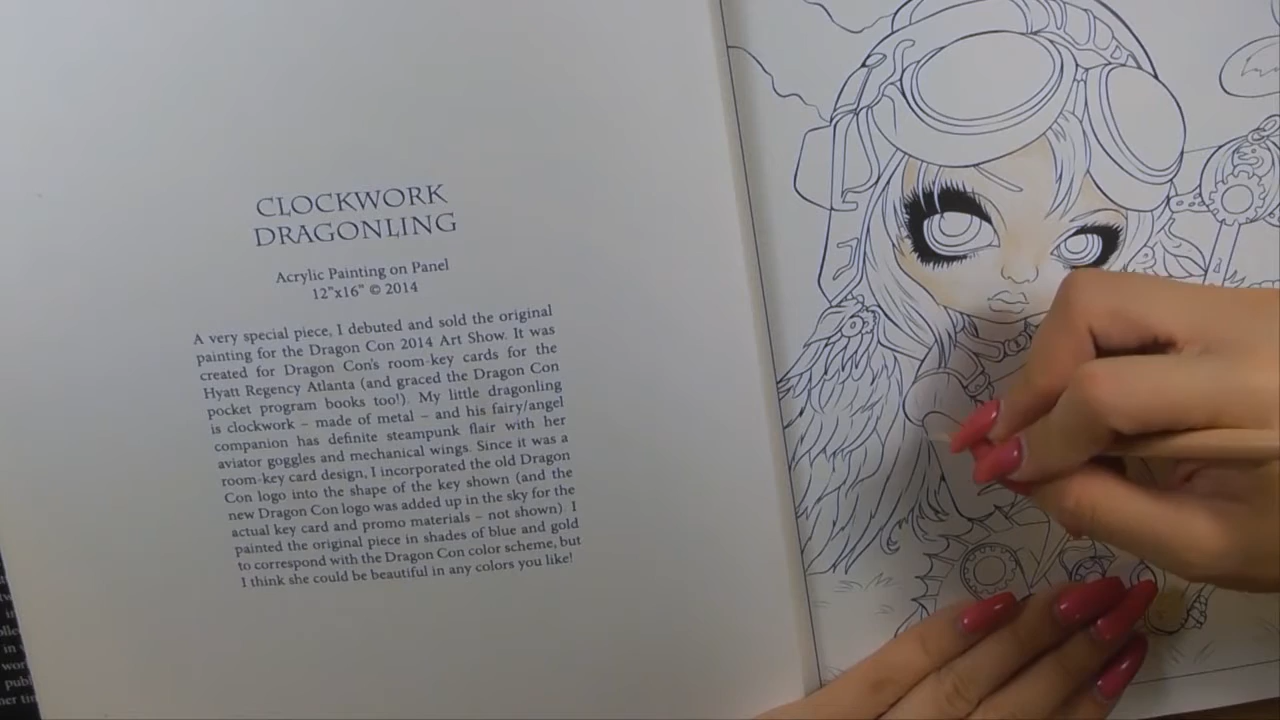 CLOCKWORK
DRAGONLING
Acrylic Painting on Panel
12"x16" © 2014
A very special piece, I debuted and sold the original
painting for the Dragon Con 2014 Art Show. It was
created for Dragon Con's room-key cards for the
Hyatt Regency Atlanta (and graced the Dragon Con
pocket program books too!). My little dragonling
is clockwork – made of metal – and his fairy/angel
companion has definite steampunk flair with her
aviator goggles and mechanical wings. Since it was a
room-key card design, I incorporated the old Dragon
Con logo into the shape of the key shown (and the
new Dragon Con logo was added up in the sky for the
actual key card and promo materials – not shown). I
painted the original piece in shades of blue and gold
to correspond with the Dragon Con color scheme, but
I think she could be beautiful in any colors you like!